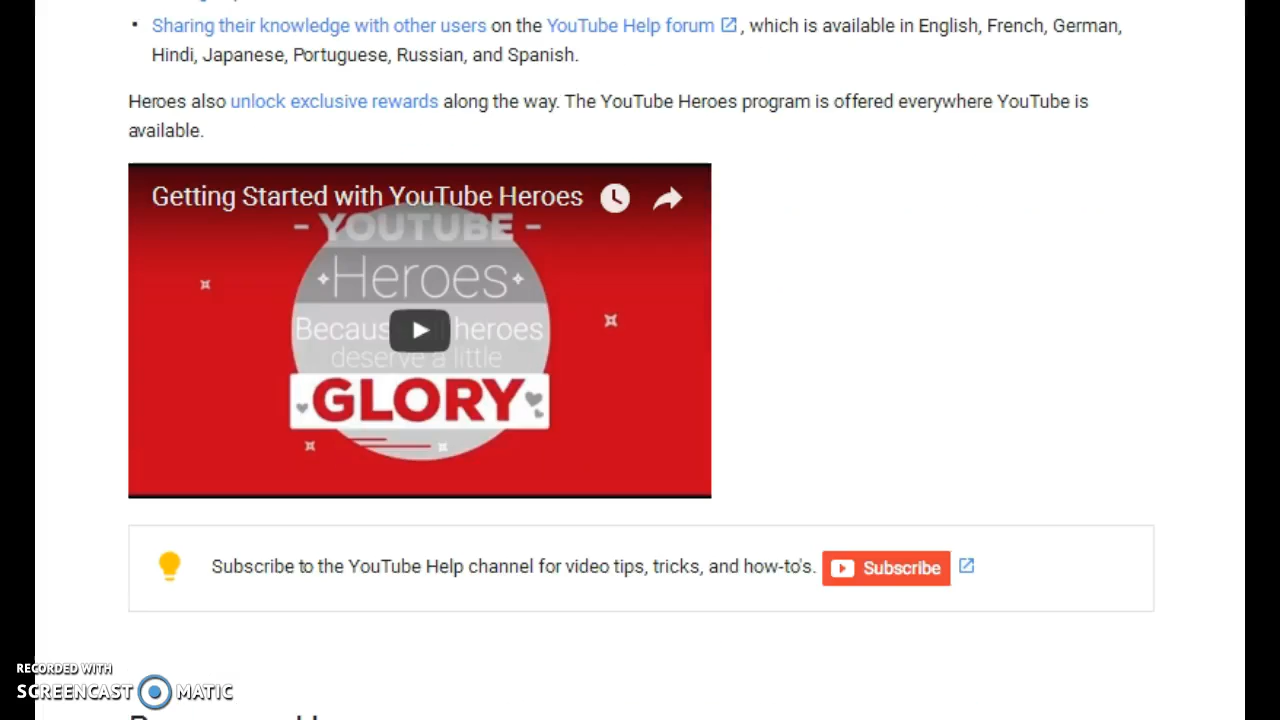 Sharing their knowledge with other users on the YouTube Help forum , which is available in English, French, German,
Hindi, Japanese, Portuguese, Russian, and Spanish.
Heroes also unlock exclusive rewards along the way. The YouTube Heroes program is offered everywhere YouTube is
available.
Getting Started with YouTube Heroes
- YOUTUBE -
Heroes
heroes
deserve a little
GLORY
Subscribe to the YouTube Help channel for video tips, tricks, and how-to's. Subscribe
RECORDED WITH
SCREENCAST MATIC